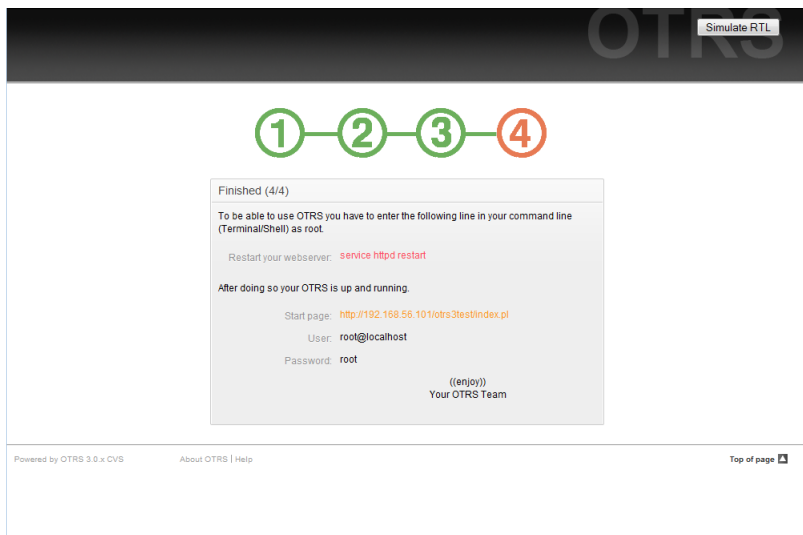 OTRS
Simulate RTL
1 2 3 4
Finished (4/4)
To be able to use OTRS you have to enter the following line in your command line
(Terminal/Shell) as root.
Restart your webserver: service httpd restart
After doing so your OTRS is up and running.
Start page: http://192.168.56.101/otrs3test/index.pl
User: root@localhost
Password: root
((enjoy))
Your OTRS Team
Powered by OTRS 3.0.x CVS About OTRS | Help Top of page